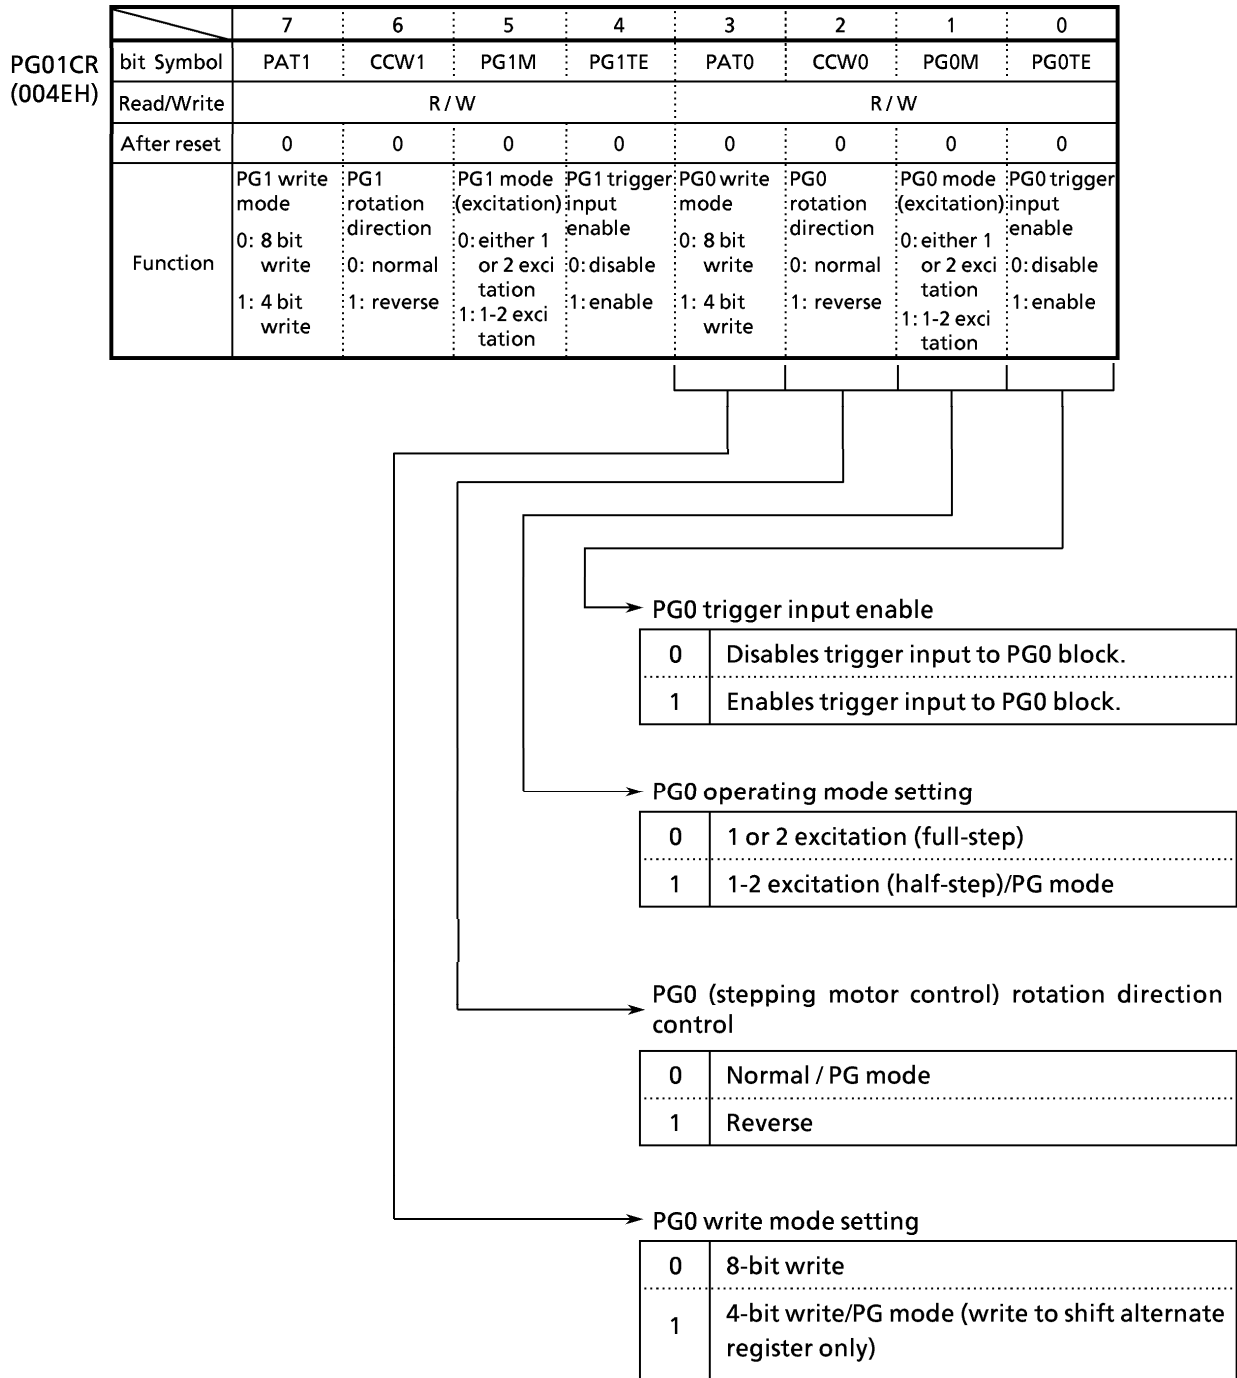 7 6 5 4 3 2 1 0
PG01CR
(004EH)
bit Symbol PAT1 CCW1 PG1M PG1TE PAT0 CCW0 PG0M PG0TE
Read/Write R / W R / W
After reset 0 0 0 0 0 0 0 0
Function
PG1 write
mode
0: 8 bit
write
1: 4 bit
write
PG1
rotation
direction
0: normal
1: reverse
PG1 mode
(excitation)
0: either 1
or 2 exci
tation
1: 1-2 exci
tation
PG1 trigger
input
enable
0: disable
1: enable
PG0 write
mode
0: 8 bit
write
1: 4 bit
write
PG0
rotation
direction
0: normal
1: reverse
PG0 mode
(excitation)
0: either 1
or 2 exci
tation
1: 1-2 exci
tation
PG0 trigger
input
enable
0: disable
1: enable
PG0 trigger input enable
0 Disables trigger input to PG0 block.
1 Enables trigger input to PG0 block.
PG0 operating mode setting
0 1 or 2 excitation (full-step)
1 1-2 excitation (half-step)/PG mode
PG0 (stepping motor control) rotation direction
control
0 Normal / PG mode
1 Reverse
PG0 write mode setting
0 8-bit write
1 4-bit write/PG mode (write to shift alternate
register only)